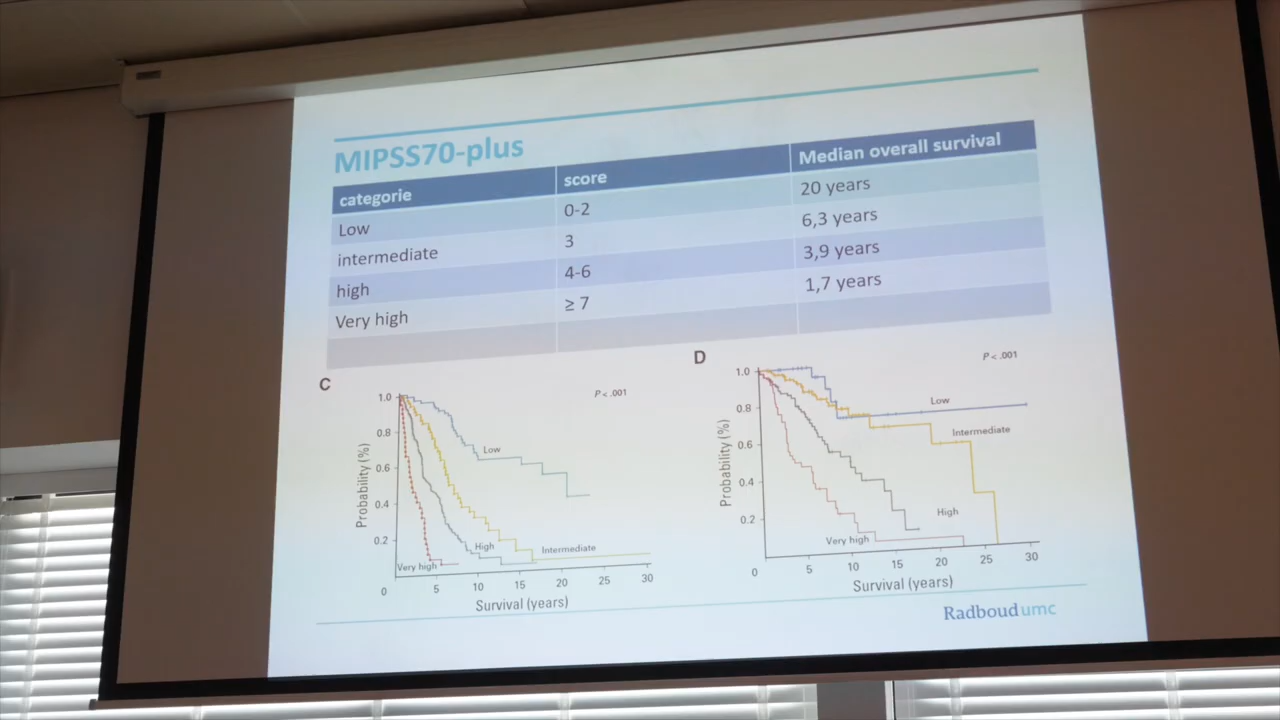 MIPSS70-plus
categorie score Median overall survival
Low 0-2 20 years
intermediate 3 6,3 years
high 4-6 3,9 years
Very high ≥ 7 1,7 years
C
P < .001
Probability (%)
1.0
0.8
0.6
0.4
0.2
0 5 10 15 20 25 30
Low
High
Intermediate
Very high
Survival (years)
D
P < .001
Probability (%)
1.0
0.8
0.6
0.4
0.2
0 5 10 15 20 25 30
Low
Intermediate
High
Very high
Survival (years)
Radboudumc